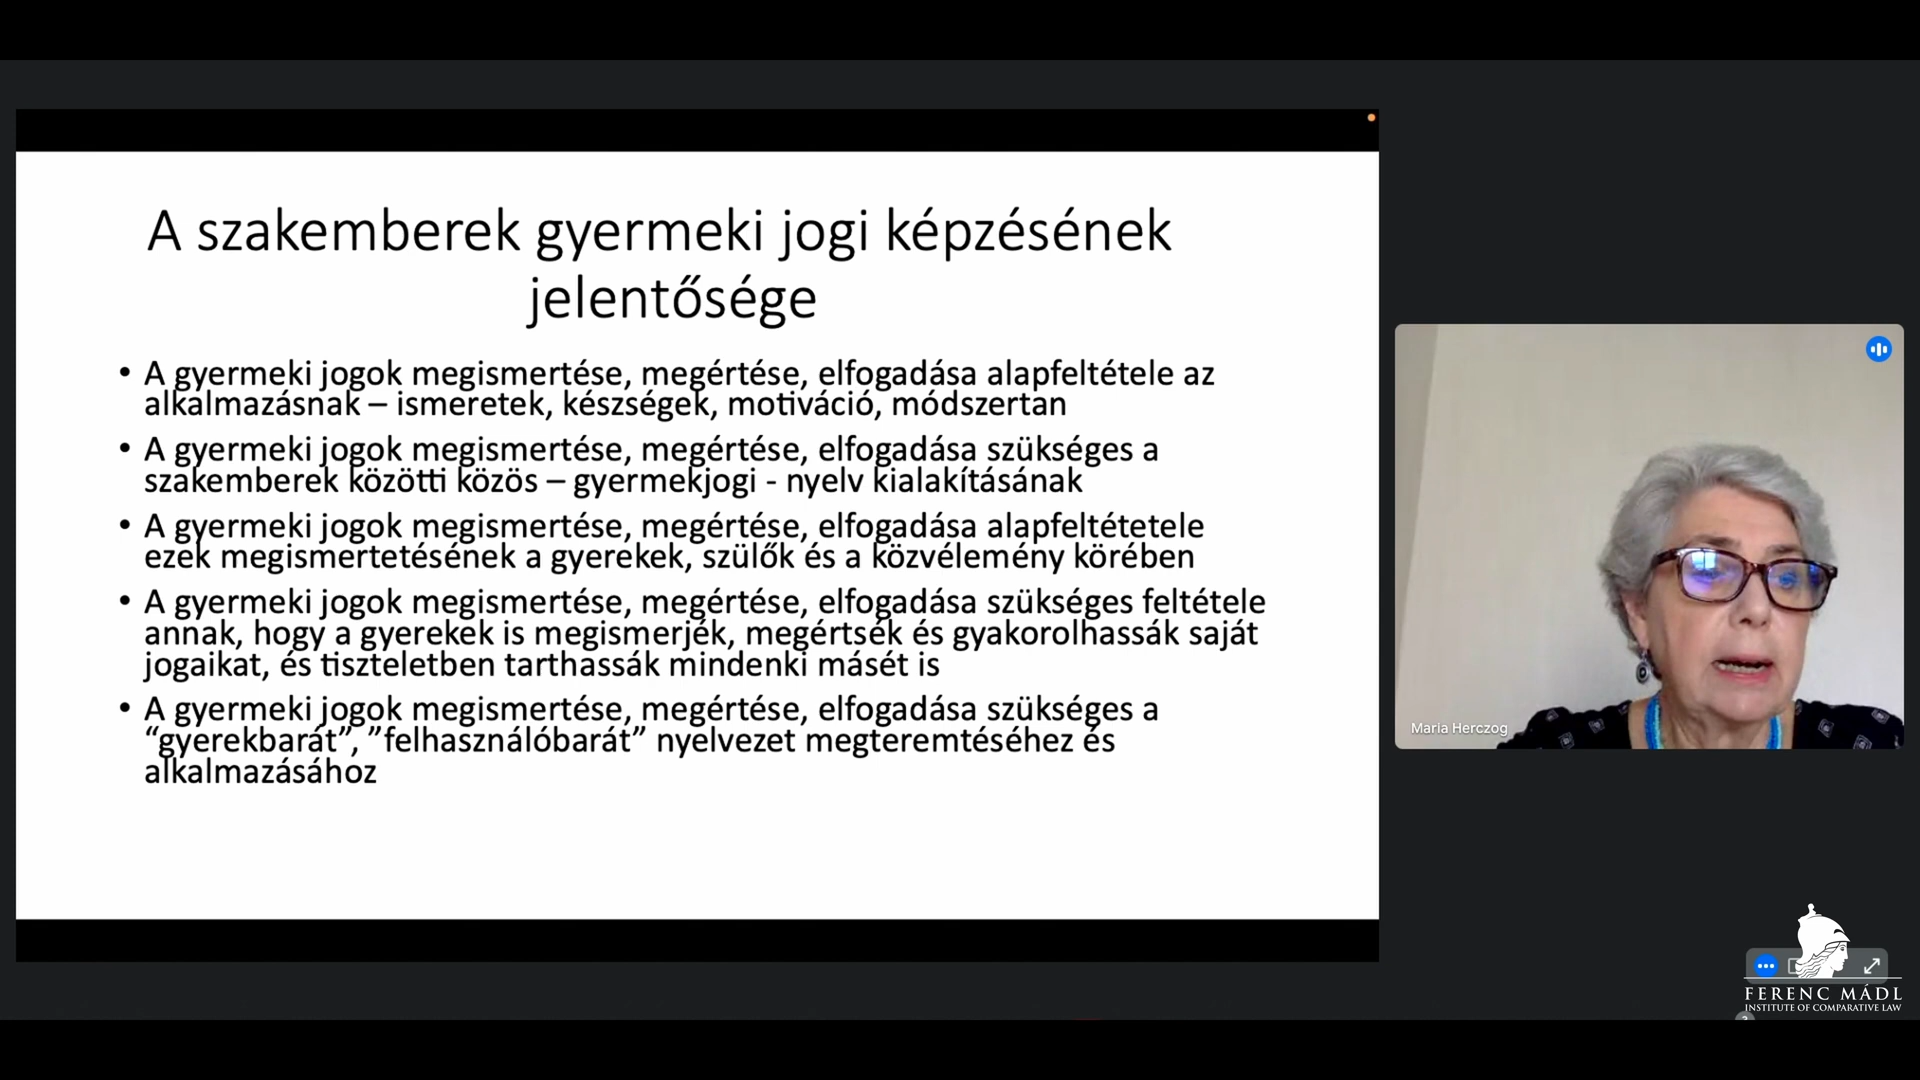 A szakemberek gyermeki jogi képzésének
jelentősége
• A gyermeki jogok megismertése, megértése, elfogadása alapfeltétele az
alkalmazásnak – ismeretek, készségek, motiváció, módszertan
• A gyermeki jogok megismertése, megértése, elfogadása szükséges a
szakemberek közötti közös – gyermekjogi - nyelv kialakításának
• A gyermeki jogok megismertése, megértése, elfogadása alapfeltétetele
ezek megismertetésének a gyerekek, szülők és a közvélemény körében
• A gyermeki jogok megismertése, megértése, elfogadása szükséges feltétele
annak, hogy a gyerekek is megismerjék, megértsék és gyakorolhassák saját
jogaikat, és tiszteletben tarthassák mindenki másét is
• A gyermeki jogok megismertése, megértése, elfogadása szükséges a
“gyerekbarát”, ”felhasználóbarát” nyelvezet megteremtéséhez és
alkalmazásához
Maria Herczog
FERENC MÁDL
INSTITUTE OF COMPARATIVE LAW